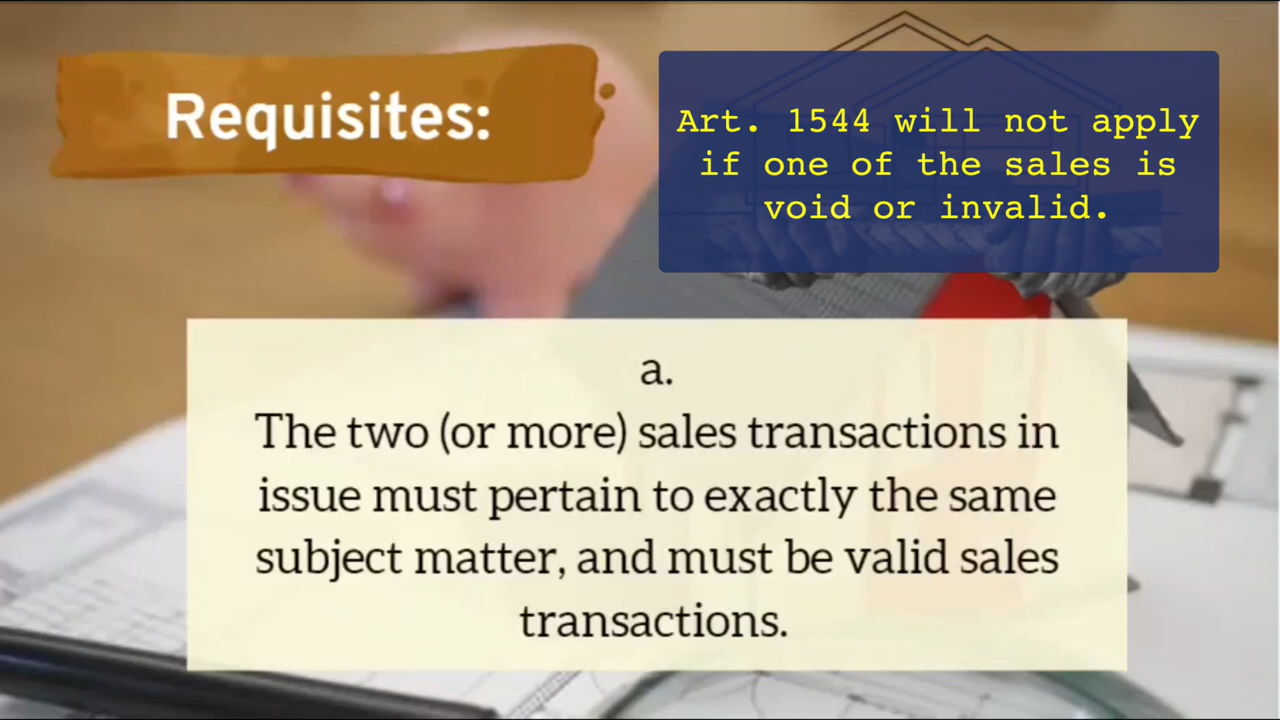 Requisites:
Art. 1544 will not apply
if one of the sales is
void or invalid.
a.
The two (or more) sales transactions in
issue must pertain to exactly the same
subject matter, and must be valid sales
transactions.